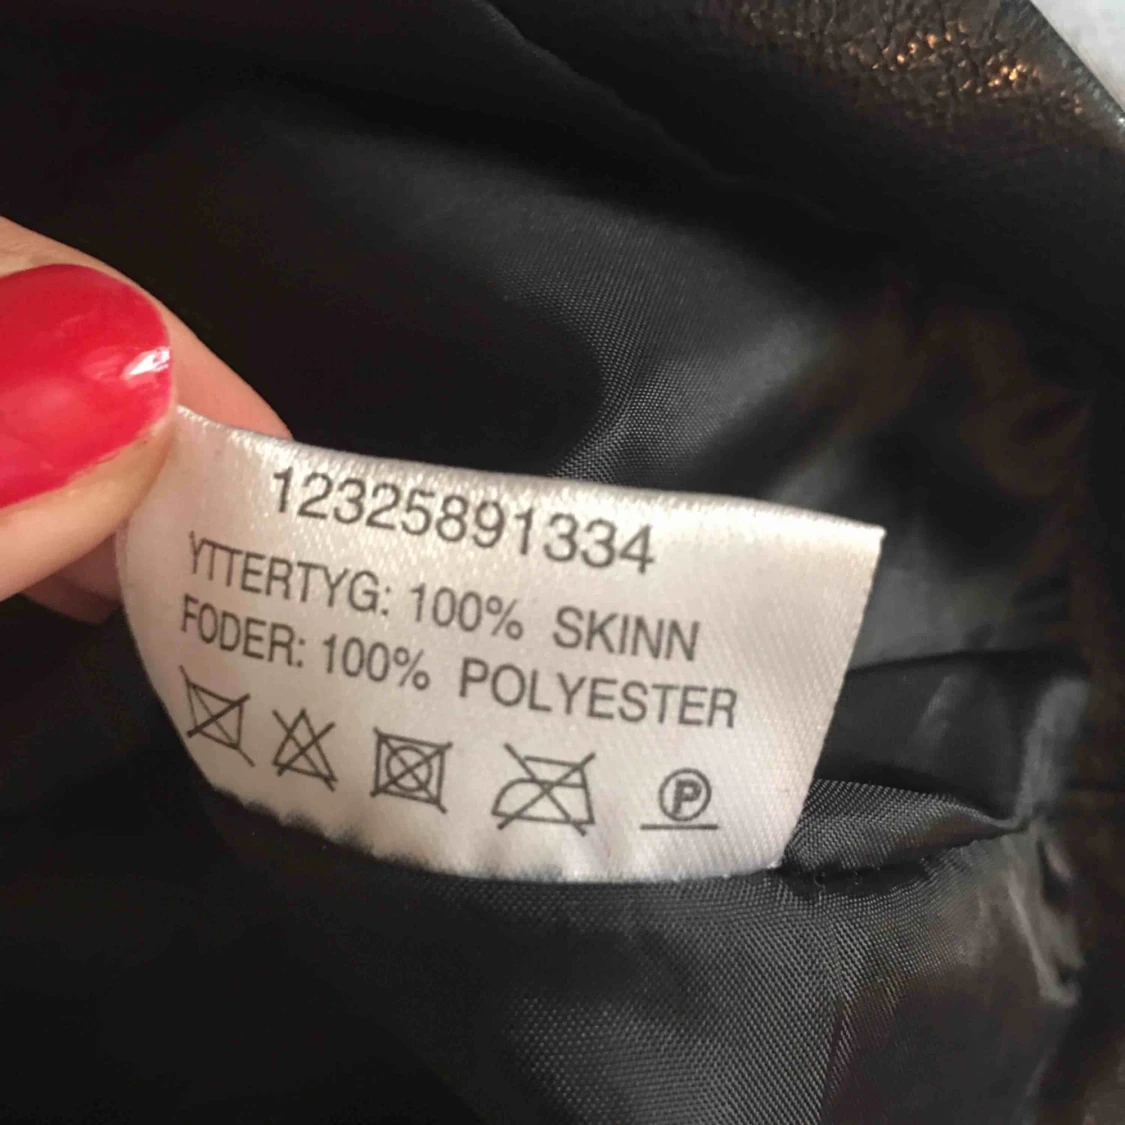 12325891334
YTTERTYG: 100% SKINN
FODER: 100% POLYESTER
P